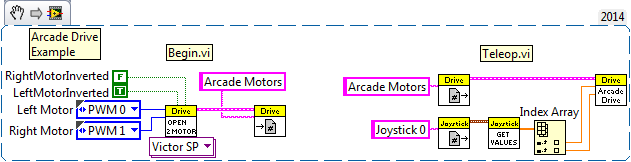 2014
Arcade Drive
Example
Begin.vi
Teleop.vi
RightMotorInverted
F
LeftMotorInverted
T
Left Motor
PWM 0
Right Motor
PWM 1
Drive
OPEN
2 MOTOR
Victor SP
Arcade Motors
Drive
#
Arcade Motors
Drive
#
Joystick 0
Joystick
#
Joystick
GET
VALUES
Index Array
Drive
Arcade
Drive